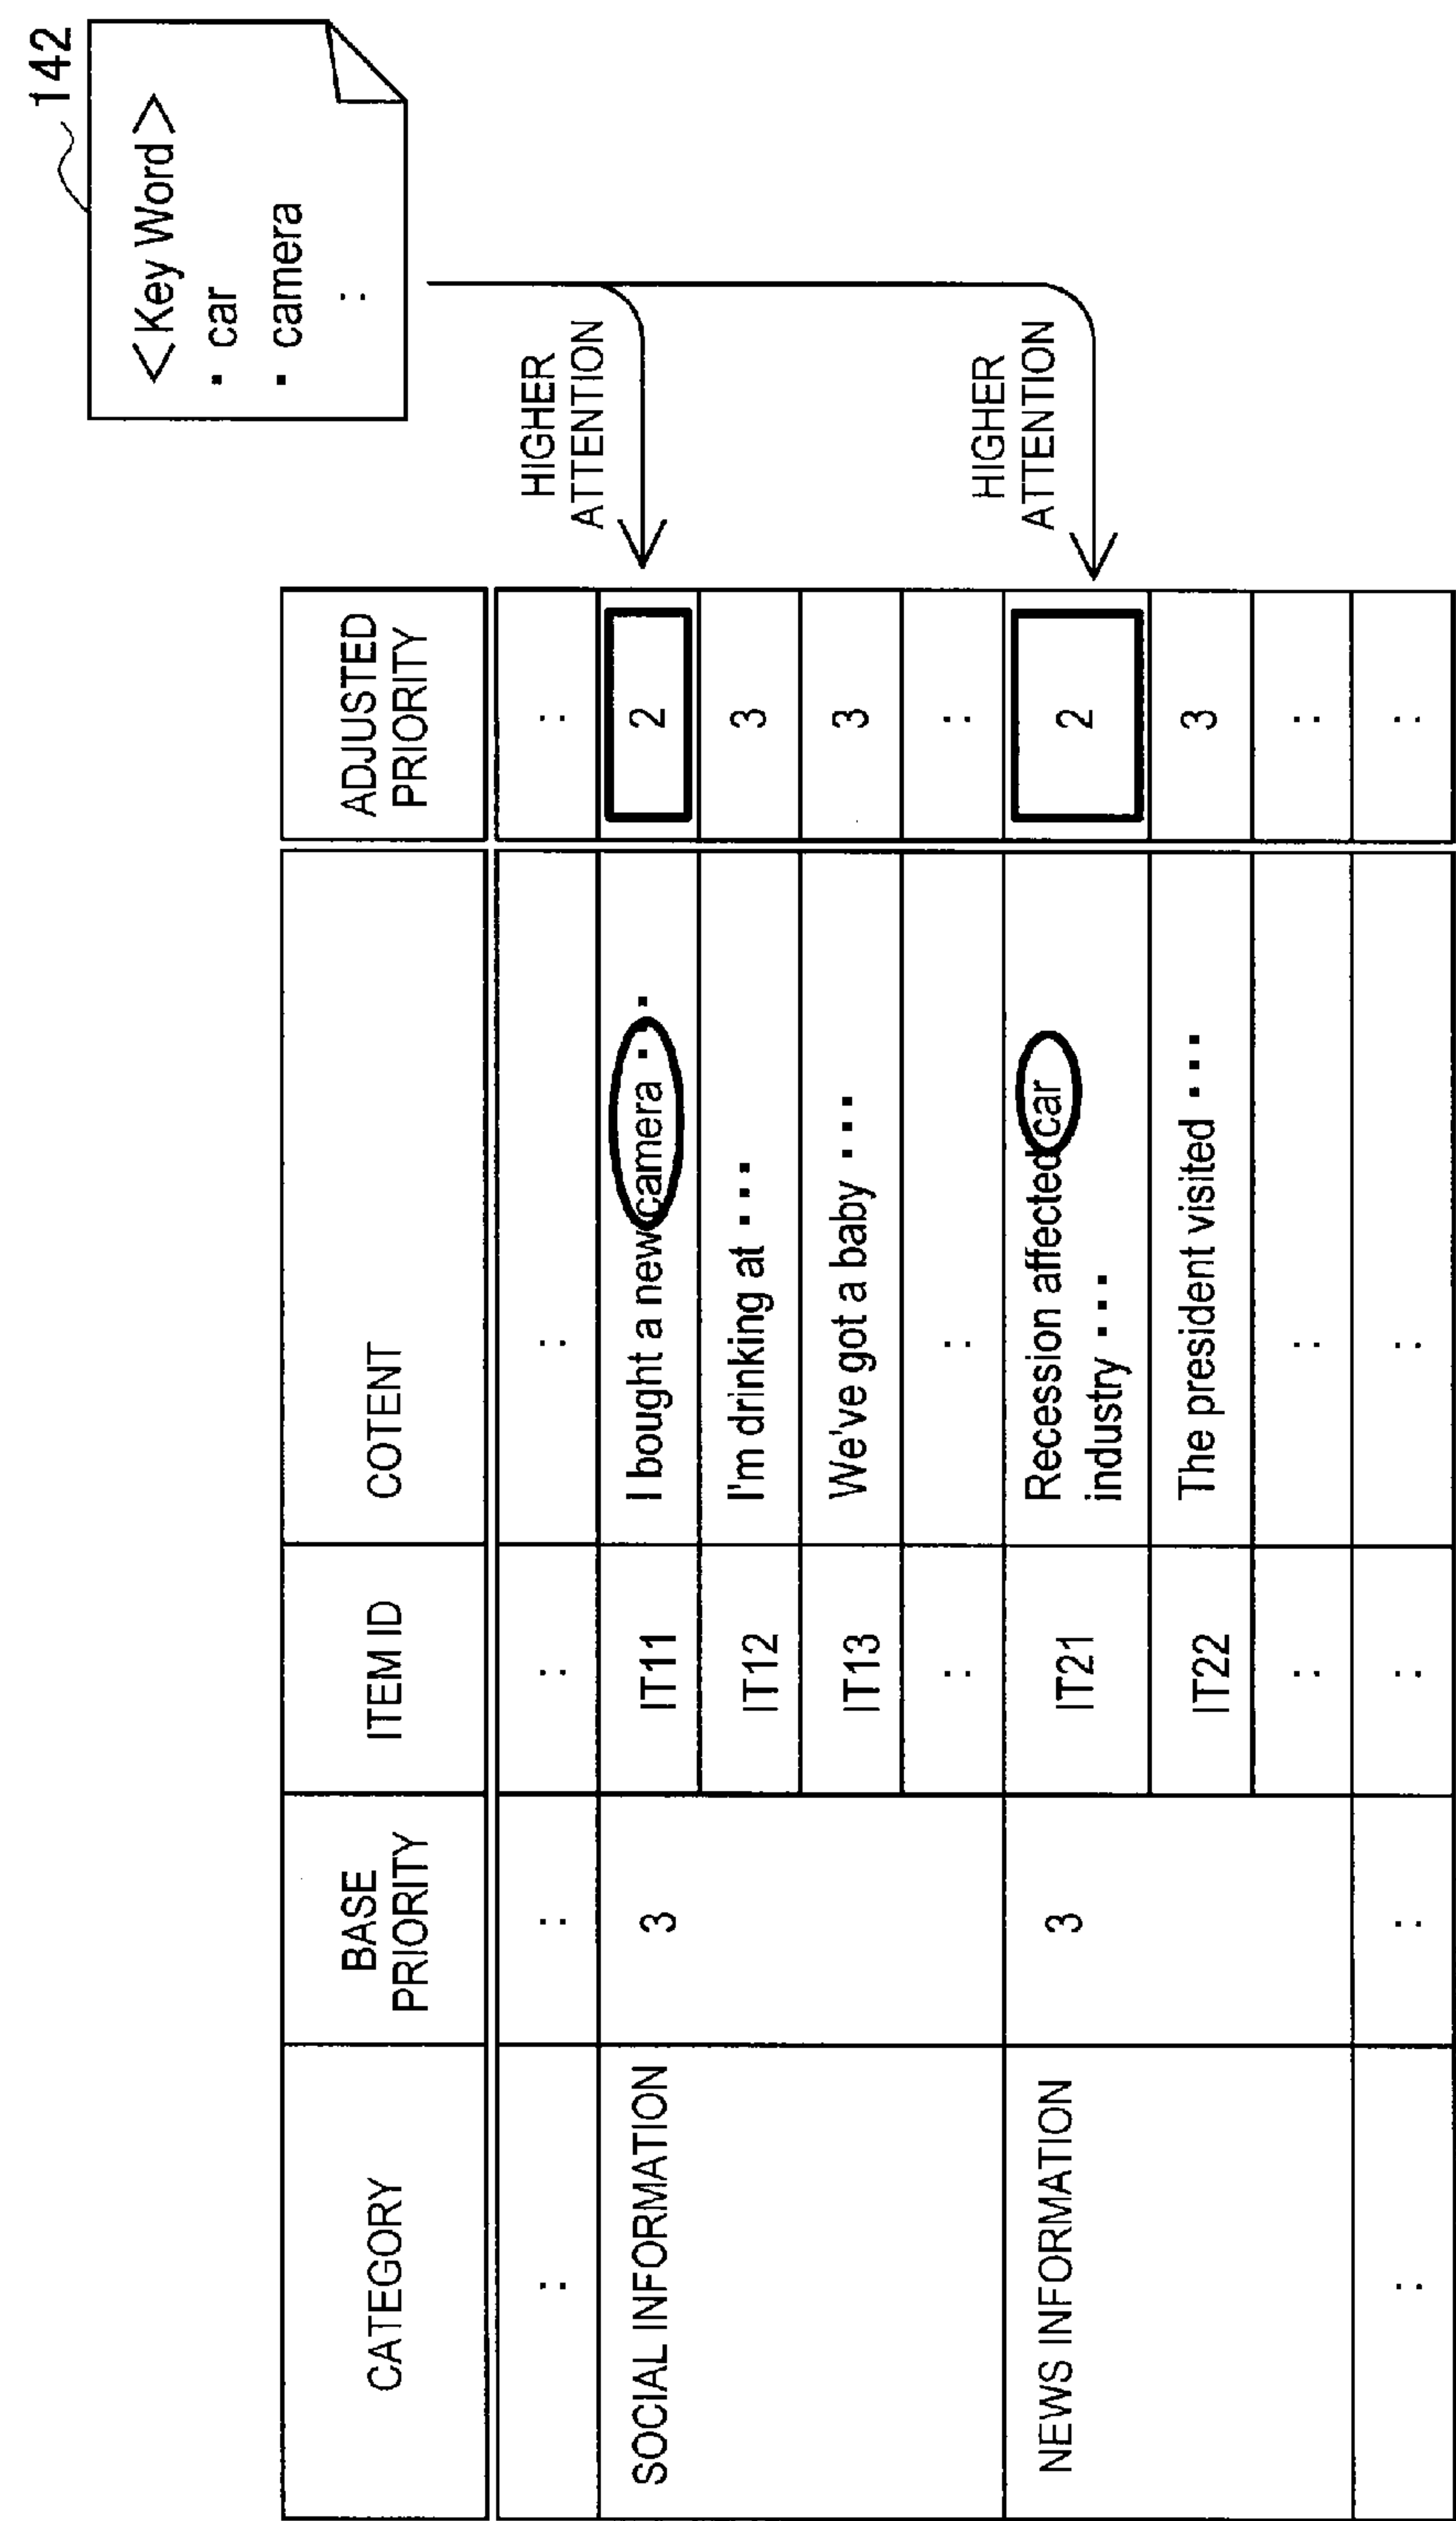 142
<Key Word>
· car
· camera
:
HIGHER
ATTENTION
HIGHER
ATTENTION
CATEGORY
BASE
PRIORITY
ITEM ID
COTENT
ADJUSTED
PRIORITY
: : : : :
SOCIAL INFORMATION 3 IT11 I bought a new camera ··· 2
IT12 I'm drinking at ··· 3
IT13 We've got a baby ··· 3
: : :
NEWS INFORMATION 3 IT21 Recession affected car 2
industry ···
IT22 The president visited ··· 3
: : :
: : : : :